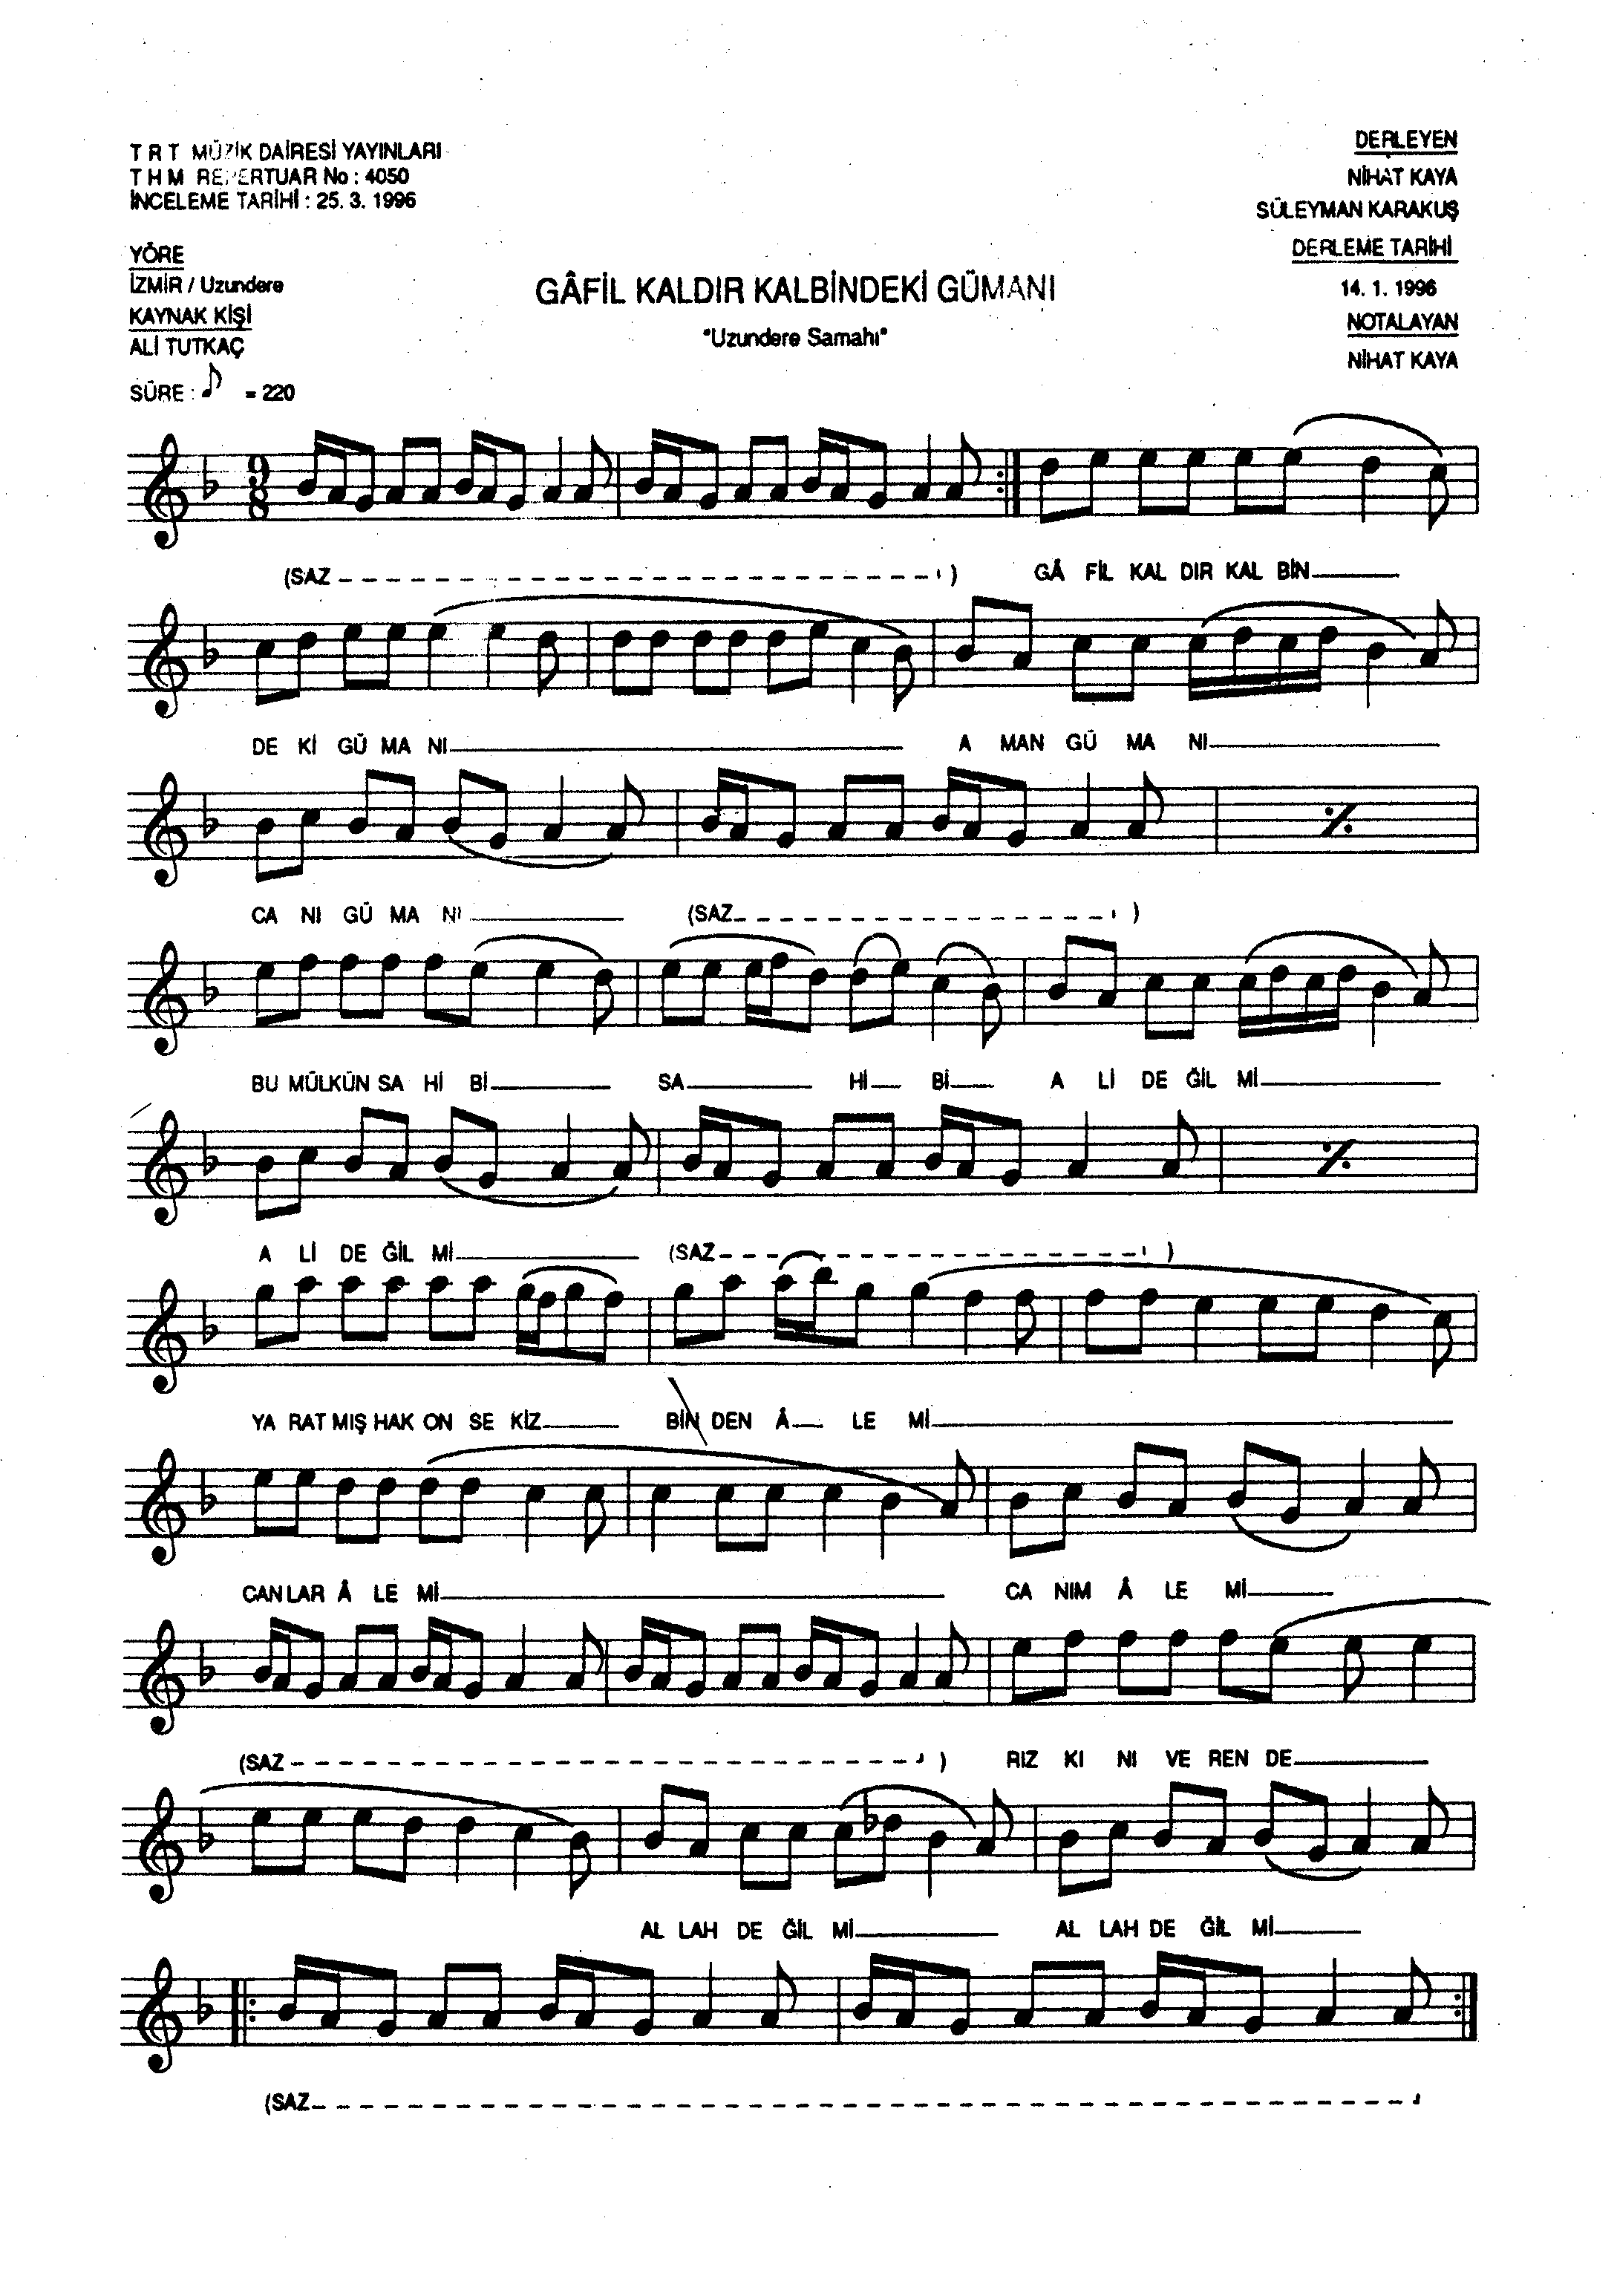 T R T MÜZİK DAİRESİ YAYINLARI
T H M REPERTUAR No : 4050
İNCELEME TARİHİ : 25. 3. 1996
DERLEYEN
NİHAT KAYA
SÜLEYMAN KARAKUŞ
DERLEME TARİHİ
14. 1. 1996
NOTALAYAN
NİHAT KAYA
YÖRE
İZMİR / Uzundere
KAYNAK KİŞİ
ALİ TUTKAÇ
SÜRE : ♪ = 220
GÂFİL KALDIR KALBİNDEKİ GÜMANI
"Uzundere Samahı"
9
8
(SAZ - - - ) GÂ FİL KAL DIR KAL BİN
DE Kİ GÜ MA NI A MAN GÜ MA NI
CA NI GÜ MA NI (SAZ - - - )
BU MÜLKÜN SA Hİ Bİ SA Hİ Bİ A Lİ DE ĞİL Mİ
A Lİ DE ĞİL Mİ (SAZ - - - )
YA RAT MIŞ HAK ON SE KİZ BİN DEN Â LE Mİ
CAN LAR Â LE Mİ CA NIM Â LE Mİ
(SAZ - - - ) RIZ KI NI VE REN DE
AL LAH DE ĞİL Mİ AL LAH DE ĞİL Mİ
(SAZ - - -